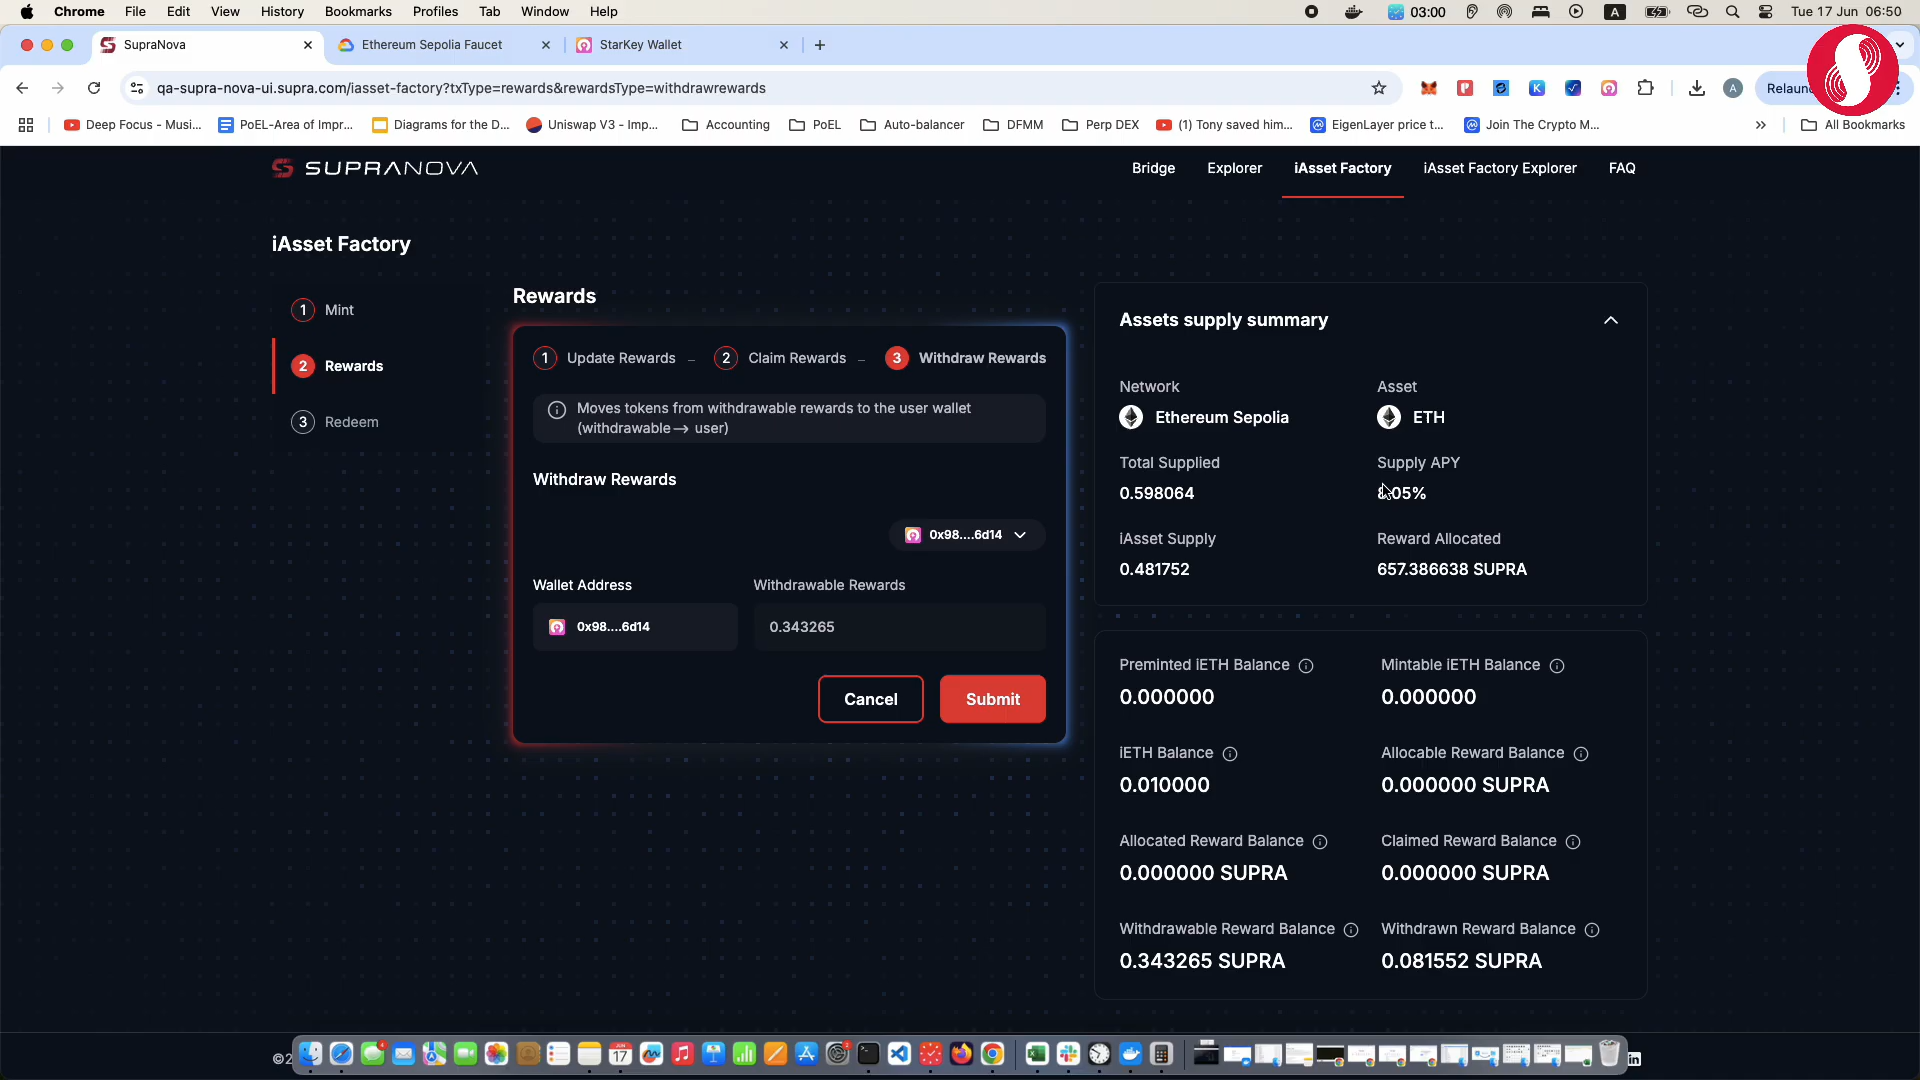 Chrome File Edit View History Bookmarks Profiles Tab Window Help 03:00 A Tue 17 Jun 06:50
SupraNova Ethereum Sepolia Faucet StarKey Wallet
qa-supra-nova-ui.supra.com/iasset-factory?txType=rewards&rewardsType=withdrawrewards A
Deep Focus - Musi... PoEL-Area of Impr... Diagrams for the D... Uniswap V3 - Imp... Accounting PoEL Auto-balancer DFMM Perp DEX (1) Tony saved him... EigenLayer price t... Join The Crypto M... » All Bookmarks
SUPRANOVA Bridge Explorer iAsset Factory iAsset Factory Explorer FAQ
iAsset Factory
1 Mint
2 Rewards
3 Redeem
Rewards
1 Update Rewards – 2 Claim Rewards – 3 Withdraw Rewards
Moves tokens from withdrawable rewards to the user wallet
(withdrawable → user)
Withdraw Rewards
0x98....6d14
Wallet Address Withdrawable Rewards
0x98....6d14 0.343265
Cancel Submit
Assets supply summary
Network Asset
Ethereum Sepolia ETH
Total Supplied Supply APY
0.598064
iAsset Supply Reward Allocated
0.481752 657.386638 SUPRA
Preminted iETH Balance Mintable iETH Balance
0.000000 0.000000
iETH Balance Allocable Reward Balance
0.010000 0.000000 SUPRA
Allocated Reward Balance Claimed Reward Balance
0.000000 SUPRA 0.000000 SUPRA
Withdrawable Reward Balance Withdrawn Reward Balance
0.343265 SUPRA 0.081552 SUPRA